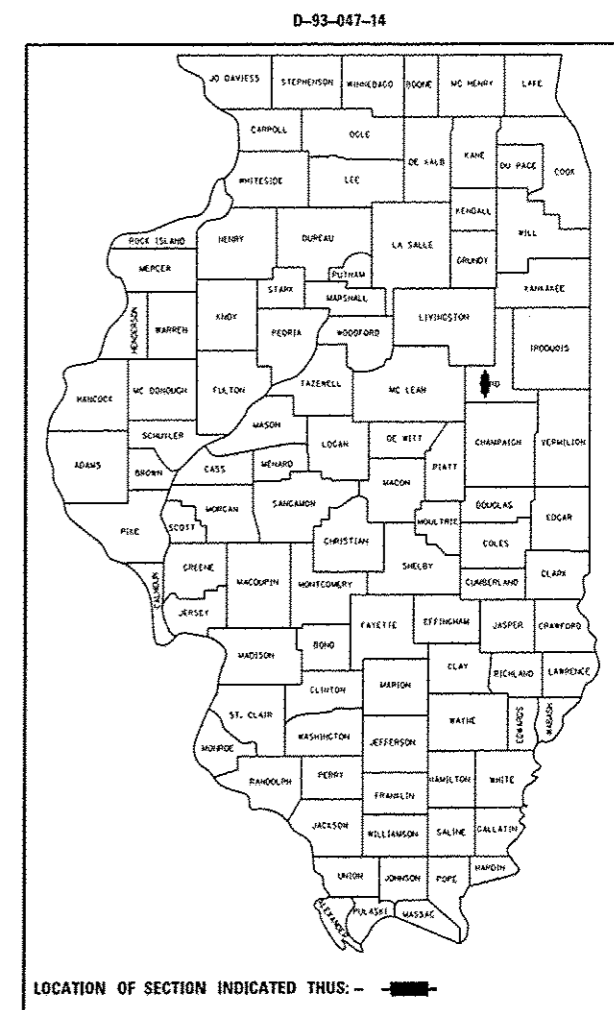 D-93-047-14
JO DAVIESS STEPHENSON WINNEBAGO BOONE MC HENRY LAKE
CARROLL OGLE DE KALB KANE DU PAGE COOK
WHITESIDE LEE KENDALL WILL
ROCK ISLAND HENRY BUREAU LA SALLE GRUNDY
MERCER PUTNAM KANKAKEE
STARK MARSHALL LIVINGSTON
HENDERSON WARREN KNOX PEORIA WOODFORD IROQUOIS
HANCOCK MC DONOUGH FULTON TAZEWELL MC LEAN RD
SCHUYLER MASON LOGAN DE WITT CHAMPAIGN VERMILION
ADAMS BROWN CASS MENARD MACON PIATT
PIKE SCOTT MORGAN SANGAMON MOULTRIE DOUGLAS EDGAR
CHRISTIAN COLES
CALHOUN GREENE MACOUPIN MONTGOMERY SHELBY CUMBERLAND CLARK
JERSEY FAYETTE EFFINGHAM JASPER CRAWFORD
MADISON BOND CLAY RICHLAND LAWRENCE
CLINTON MARION
ST. CLAIR WAYNE EDWARDS WABASH
MONROE WASHINGTON JEFFERSON
RANDOLPH PERRY HAMILTON WHITE
FRANKLIN
JACKSON WILLIAMSON SALINE GALLATIN
UNION JOHNSON POPE HARDIN
ALEXANDER PULASKI MASSAC
LOCATION OF SECTION INDICATED THUS: -